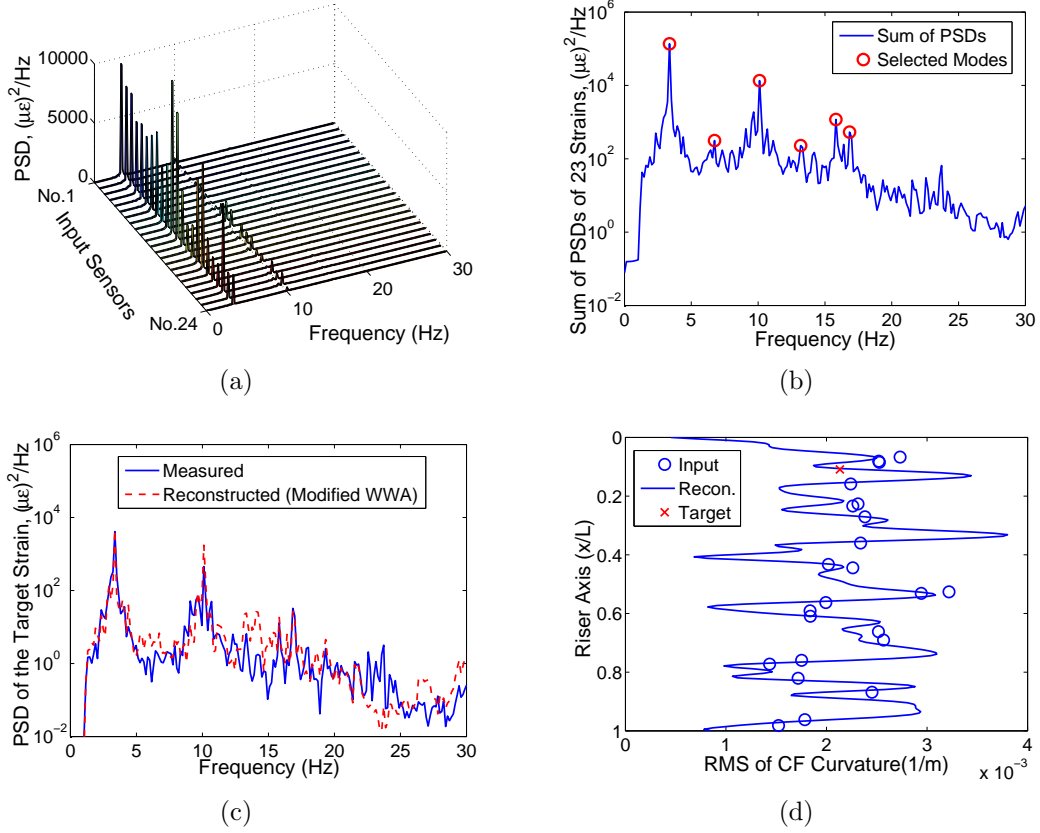 10000
5000
0
PSD, (με)²/Hz
No.1
Input Sensors
No.24
0
10
20
30
Frequency (Hz)
(a)
10⁶
10⁴
10²
10⁰
10⁻²
Sum of PSDs of 23 Strains, (με)²/Hz
Sum of PSDs
Selected Modes
0 5 10 15 20 25 30
Frequency (Hz)
(b)
10⁶
10⁴
10²
10⁰
10⁻²
PSD of the Target Strain, (με)²/Hz
Measured
Reconstructed (Modified WWA)
0 5 10 15 20 25 30
Frequency (Hz)
(c)
0
0.2
0.4
0.6
0.8
1
Riser Axis (x/L)
Input
Recon.
Target
0 1 2 3 4
RMS of CF Curvature(1/m)
x 10⁻³
(d)